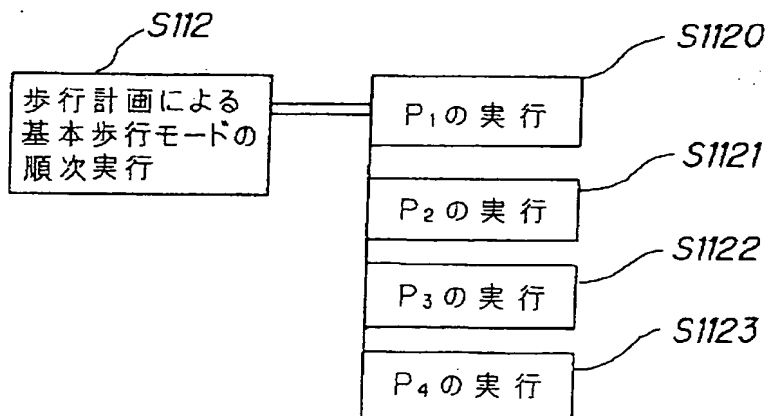 S112
歩行計画による
基本歩行モードの
順次実行
S1120
P₁の実行
S1121
P₂の実行
S1122
P₃の実行
S1123
P₄の実行